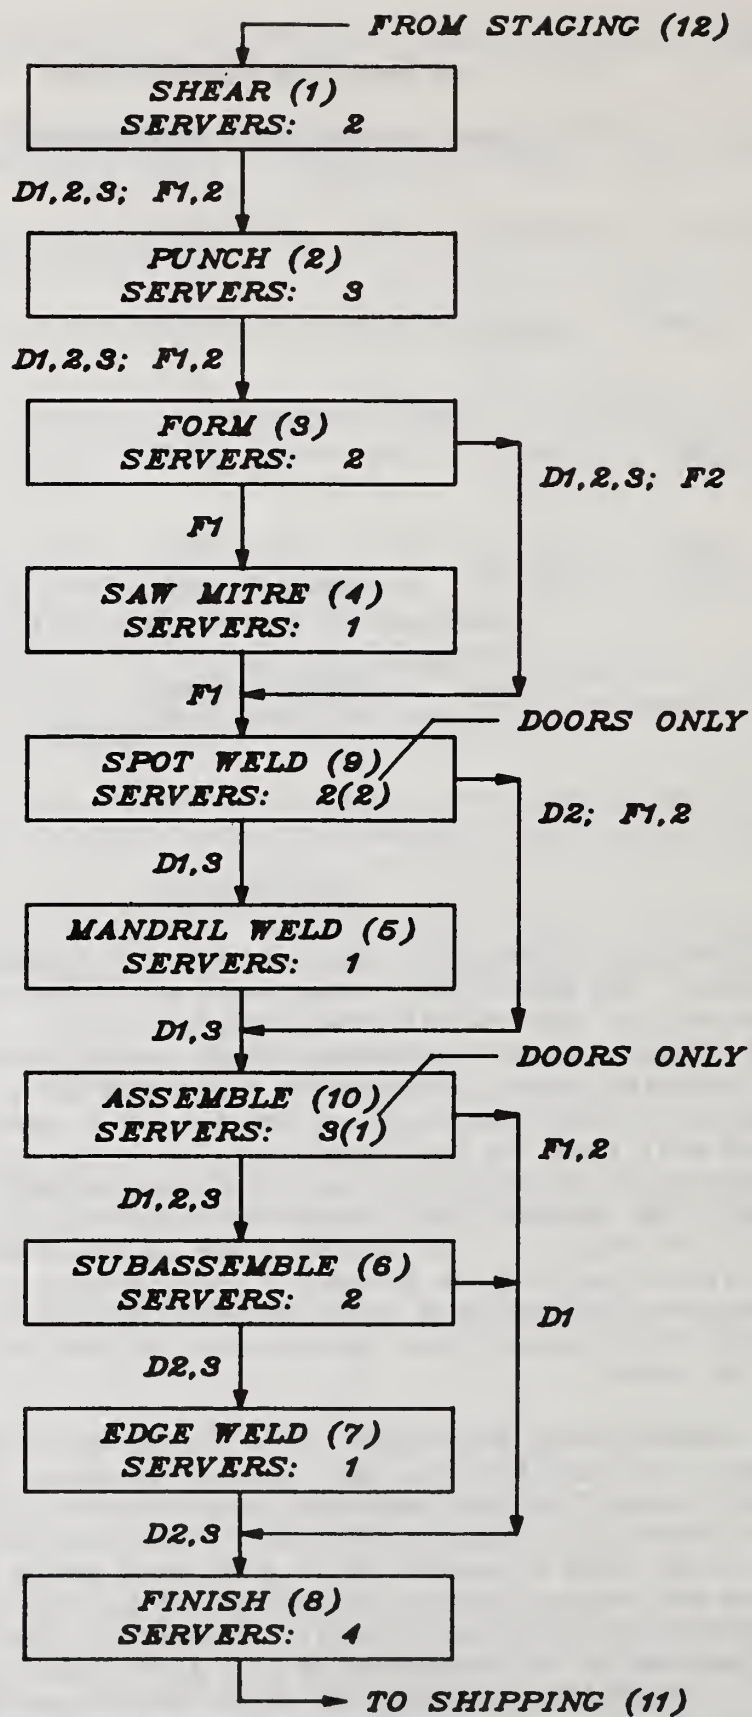 FROM STAGING (12)
SHEAR (1)
SERVERS: 2
D1,2,3; F1,2
PUNCH (2)
SERVERS: 3
D1,2,3; F1,2
FORM (3)
SERVERS: 2
D1,2,3; F2
F1
SAW MITRE (4)
SERVERS: 1
F1
DOORS ONLY
SPOT WELD (9)
SERVERS: 2(2)
D2; F1,2
D1,3
MANDRIL WELD (5)
SERVERS: 1
D1,3
DOORS ONLY
ASSEMBLE (10)
SERVERS: 3(1)
F1,2
D1,2,3
SUBASSEMBLE (6)
SERVERS: 2
D1
D2,3
EDGE WELD (7)
SERVERS: 1
D2,3
FINISH (8)
SERVERS: 4
TO SHIPPING (11)